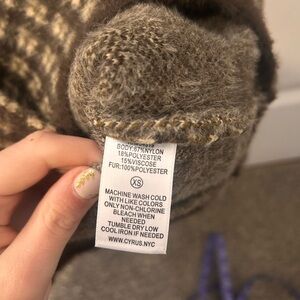 BODY:67%NYLON
18%POLYESTER
15%VISCOSE
FUR:100%POLYESTER
XS
MACHINE WASH COLD
WITH LIKE COLORS
ONLY NON-CHLORINE
BLEACH WHEN
NEEDED
TUMBLE DRY LOW
COOL IRON IF NEEDED
WWW.CYRUS.NYC